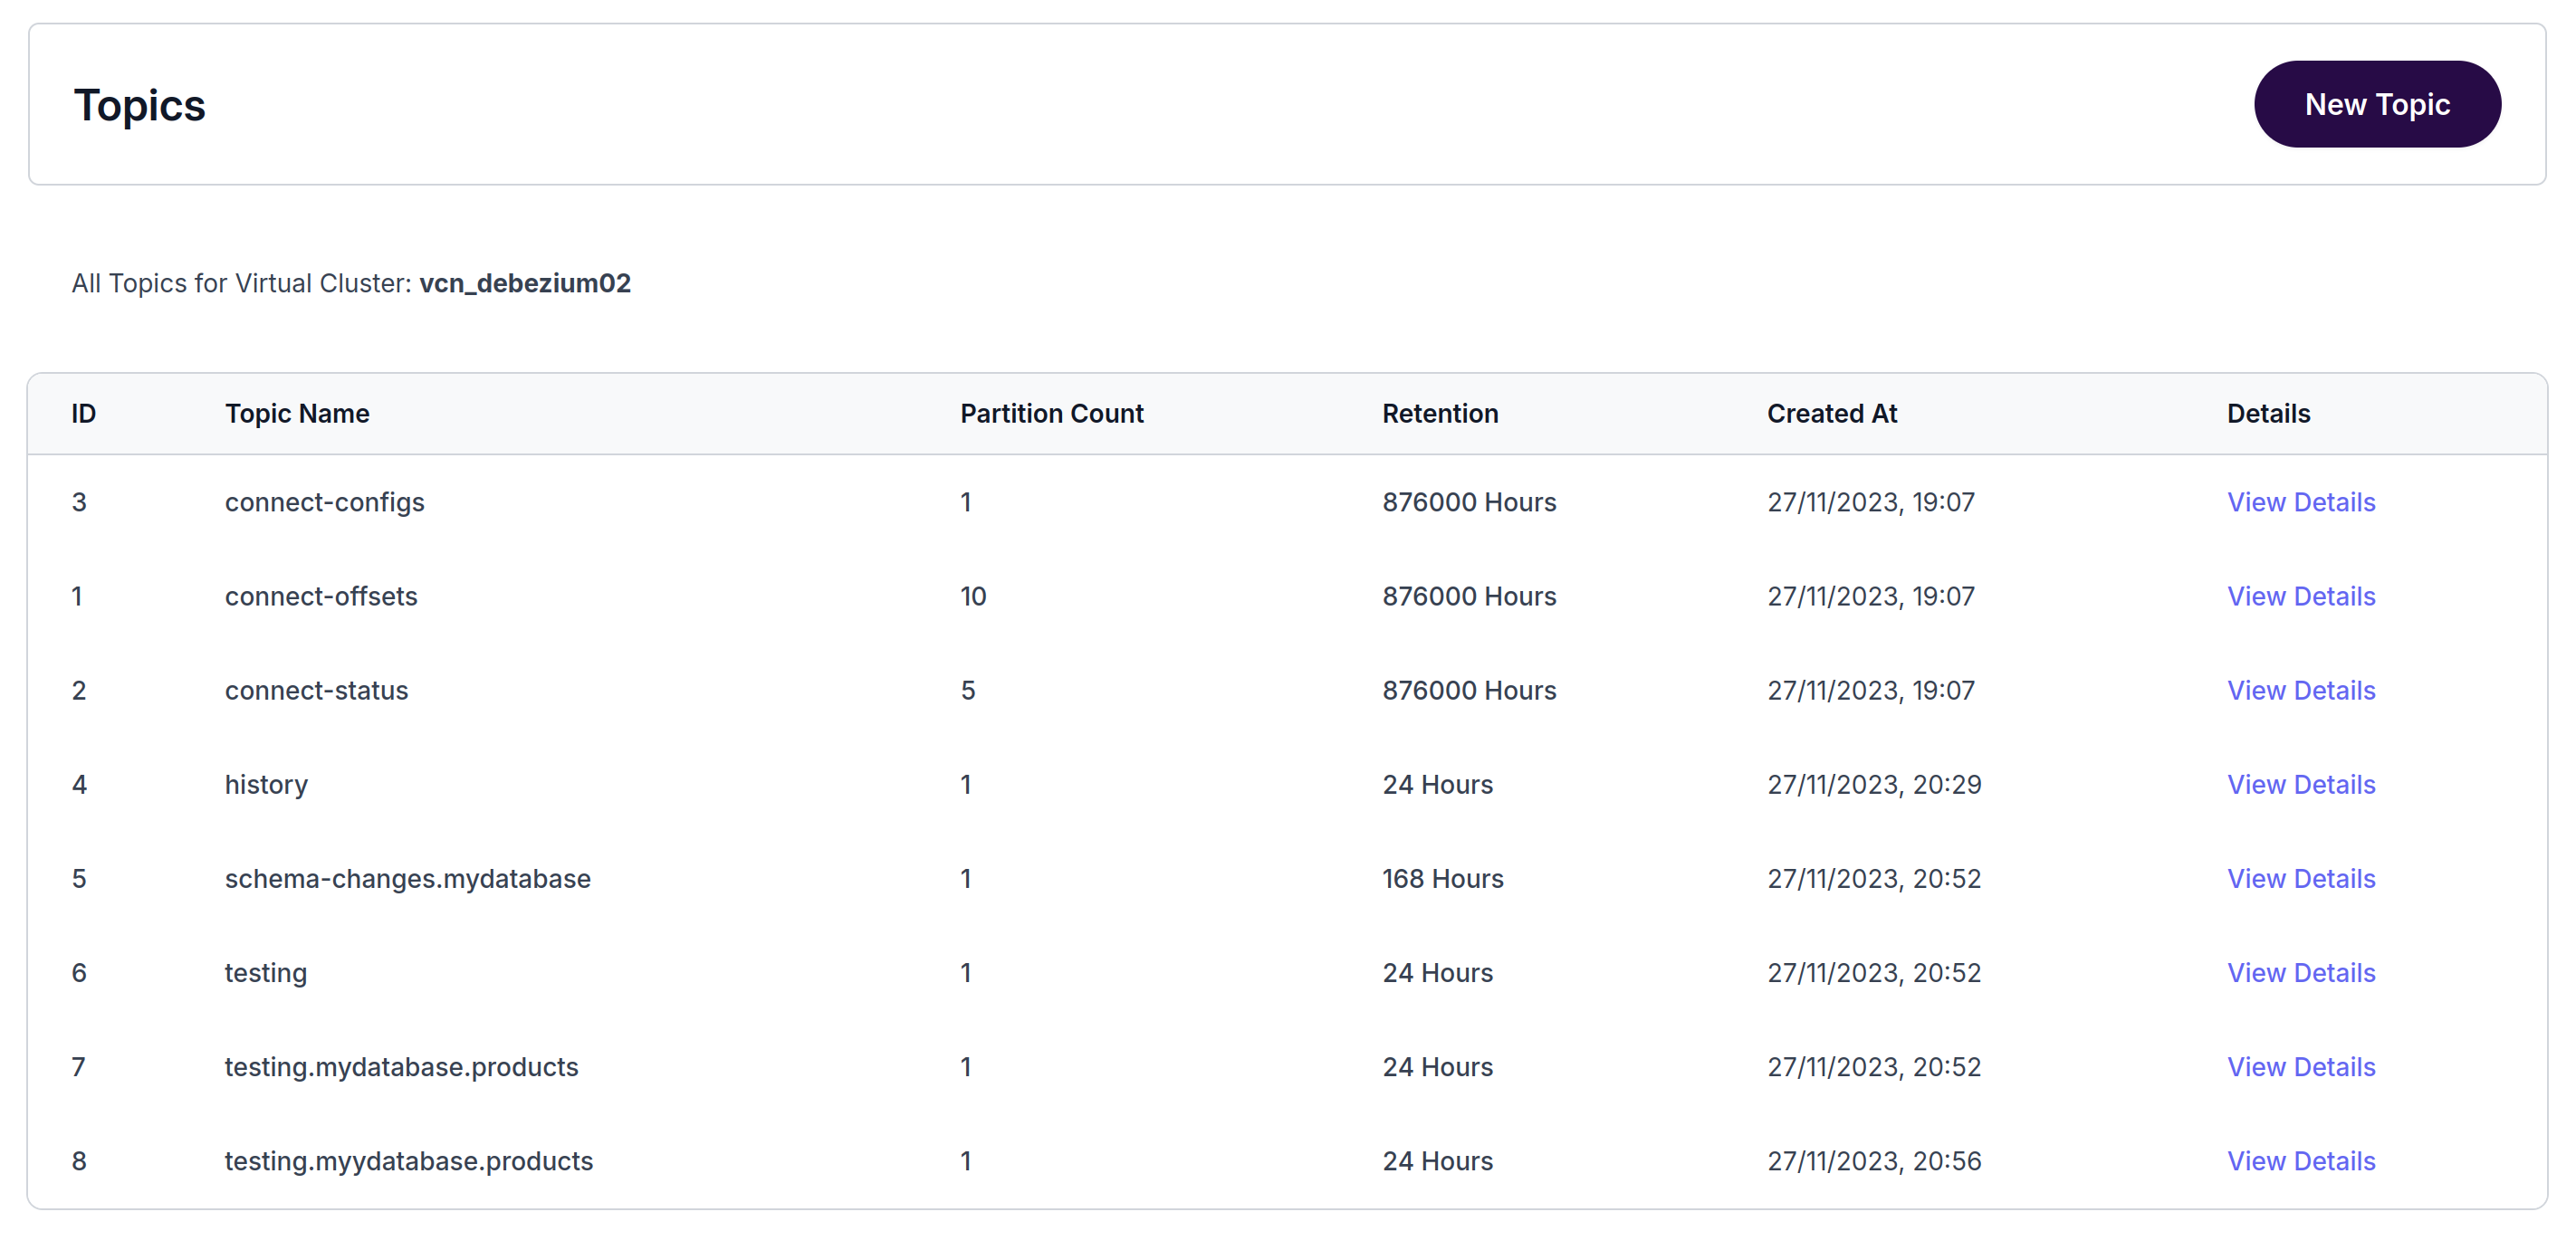 Topics
New Topic
All Topics for Virtual Cluster: vcn_debezium02
ID Topic Name Partition Count Retention Created At Details
3 connect-configs 1 876000 Hours 27/11/2023, 19:07 View Details
1 connect-offsets 10 876000 Hours 27/11/2023, 19:07 View Details
2 connect-status 5 876000 Hours 27/11/2023, 19:07 View Details
4 history 1 24 Hours 27/11/2023, 20:29 View Details
5 schema-changes.mydatabase 1 168 Hours 27/11/2023, 20:52 View Details
6 testing 1 24 Hours 27/11/2023, 20:52 View Details
7 testing.mydatabase.products 1 24 Hours 27/11/2023, 20:52 View Details
8 testing.myydatabase.products 1 24 Hours 27/11/2023, 20:56 View Details